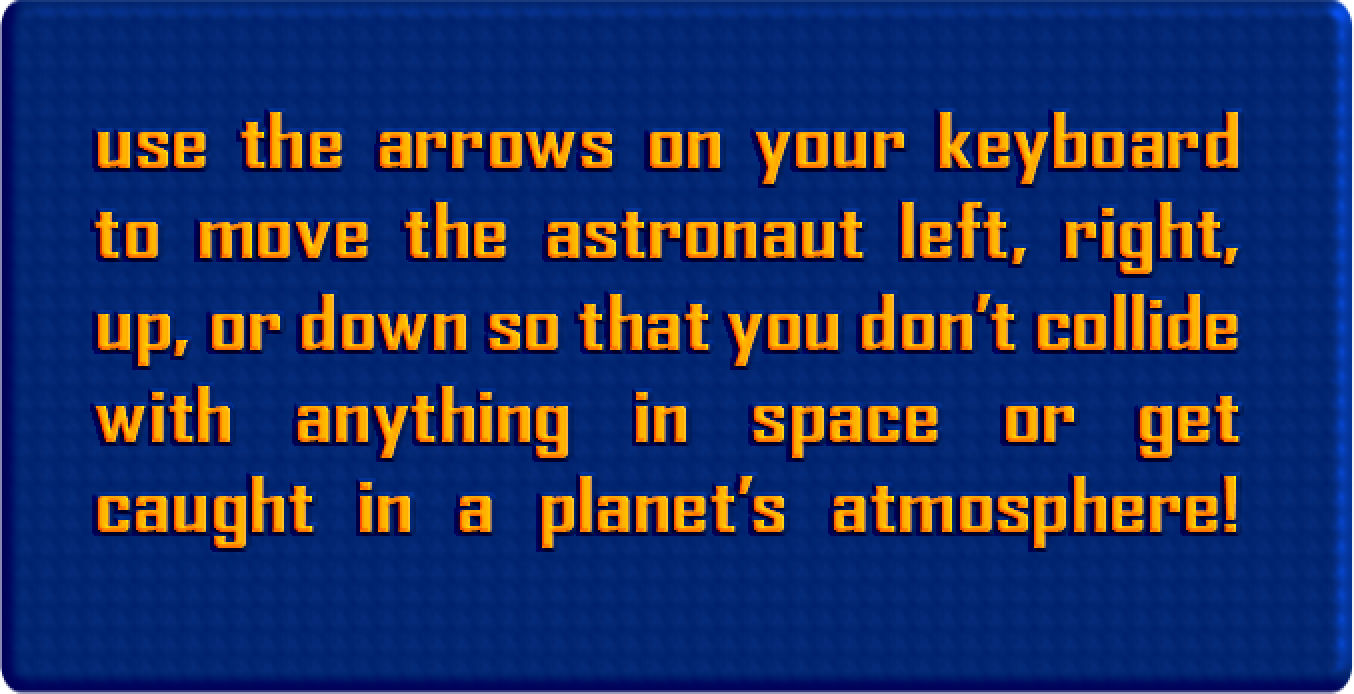 use the arrows on your keyboard
to move the astronaut left, right,
up, or down so that you don't collide
with anything in space or get
caught in a planet's atmosphere!